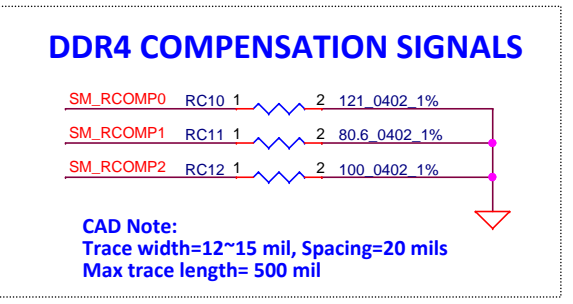 DDR4 COMPENSATION SIGNALS
SM_RCOMP0 RC10 1 2 121_0402_1%
SM_RCOMP1 RC11 1 2 80.6_0402_1%
SM_RCOMP2 RC12 1 2 100_0402_1%
CAD Note:
Trace width=12~15 mil, Spacing=20 mils
Max trace length= 500 mil